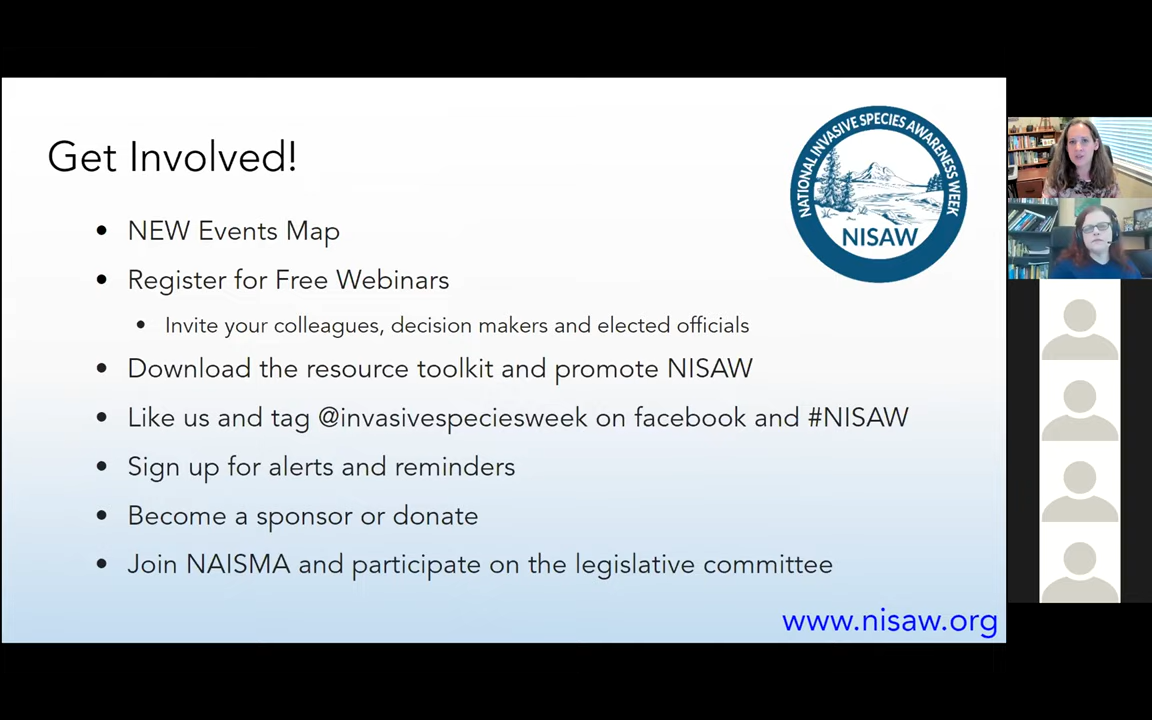 Get Involved!
NATIONAL INVASIVE SPECIES AWARENESS WEEK
NISAW
• NEW Events Map
• Register for Free Webinars
• Invite your colleagues, decision makers and elected officials
• Download the resource toolkit and promote NISAW
• Like us and tag @invasivespeciesweek on facebook and #NISAW
• Sign up for alerts and reminders
• Become a sponsor or donate
• Join NAISMA and participate on the legislative committee
www.nisaw.org